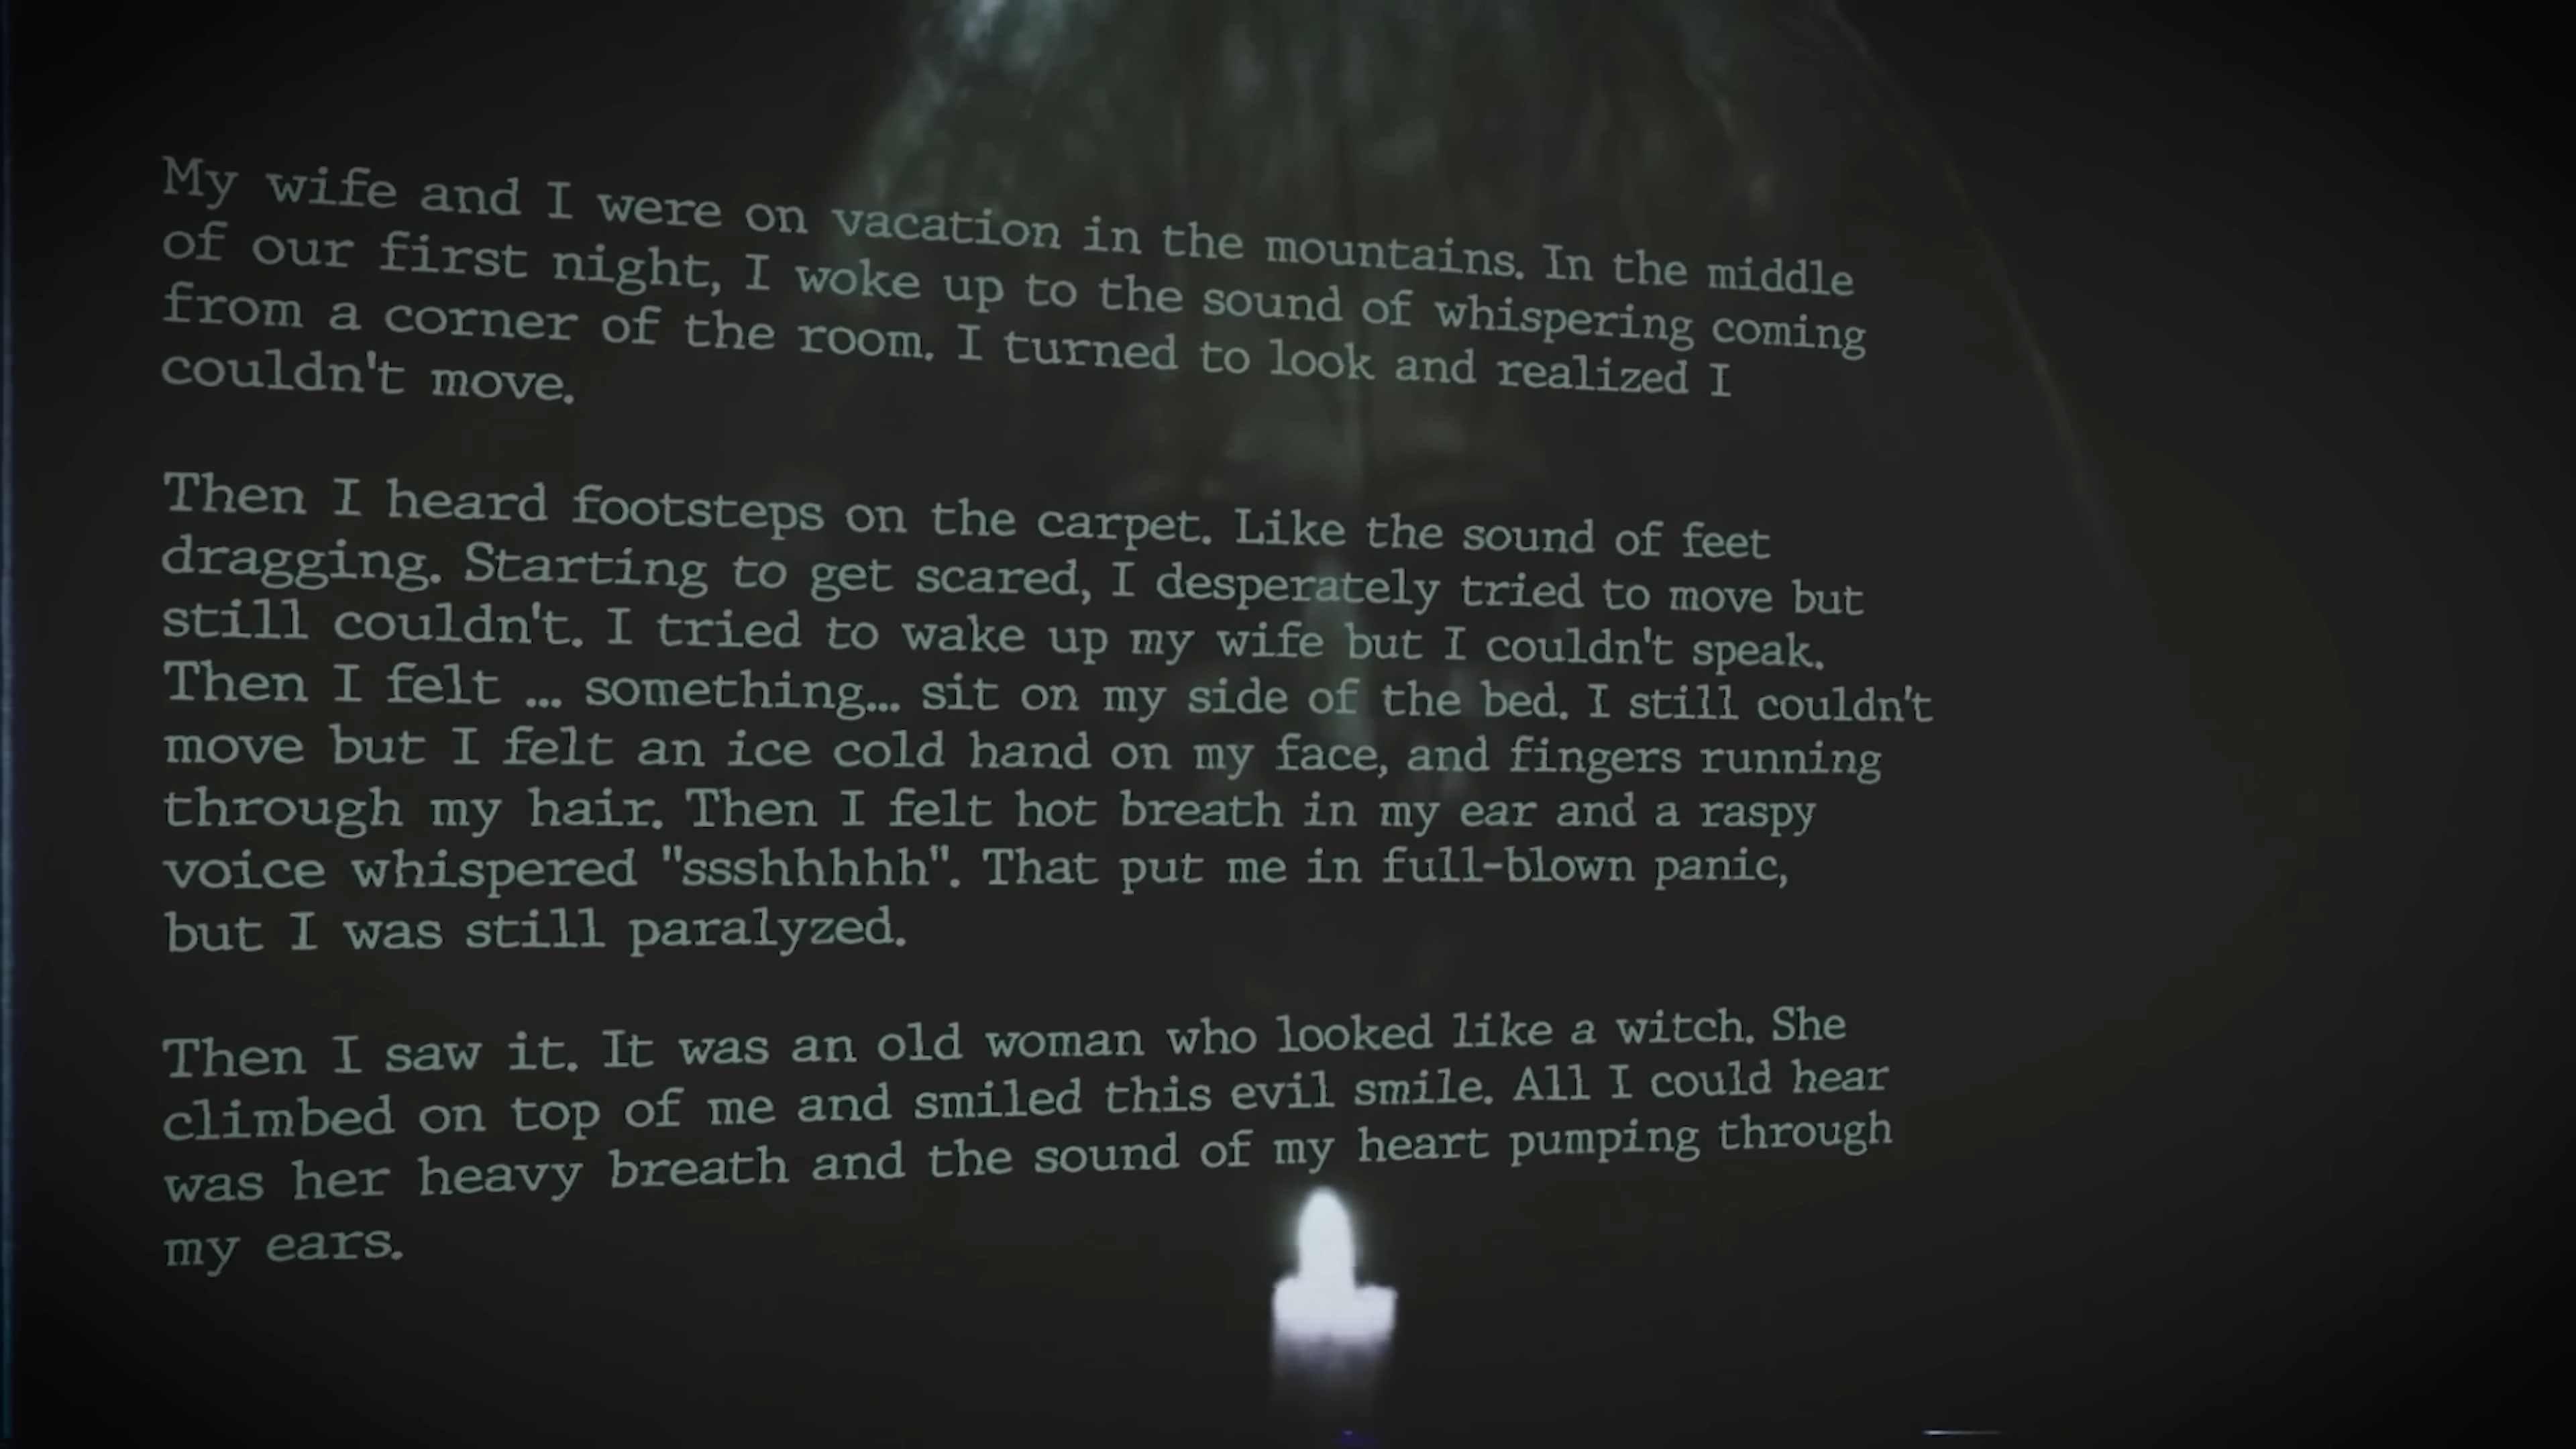 My wife and I were on vacation in the mountains. In the middle
of our first night, I woke up to the sound of whispering coming
from a corner of the room. I turned to look and realized I
couldn't move.
Then I heard footsteps on the carpet. Like the sound of feet
dragging. Starting to get scared, I desperately tried to move but
still couldn't. I tried to wake up my wife but I couldn't speak.
Then I felt ... something... sit on my side of the bed. I still couldn't
move but I felt an ice cold hand on my face, and fingers running
through my hair. Then I felt hot breath in my ear and a raspy
voice whispered "ssshhhhh". That put me in full-blown panic,
but I was still paralyzed.
Then I saw it. It was an old woman who looked like a witch. She
climbed on top of me and smiled this evil smile. All I could hear
was her heavy breath and the sound of my heart pumping through
my ears.